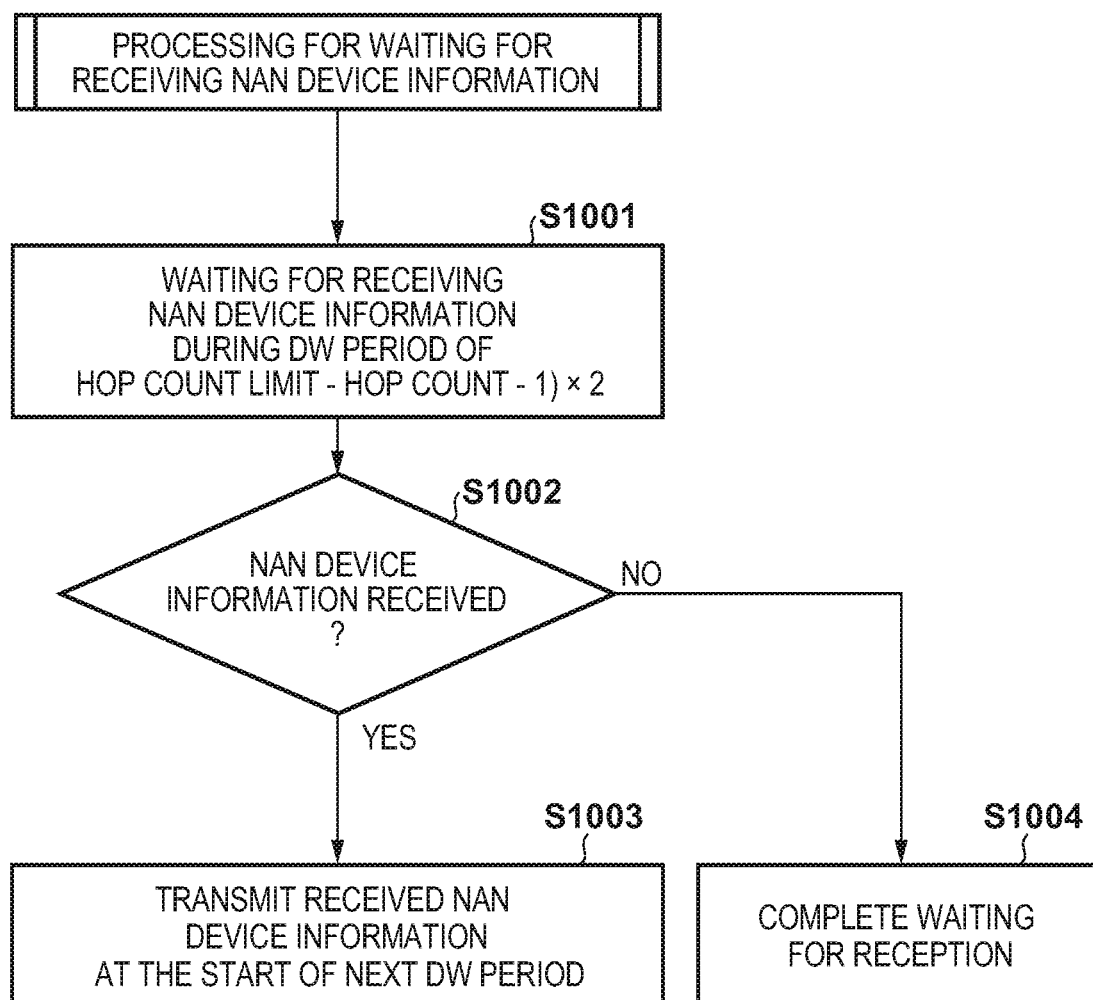 PROCESSING FOR WAITING FOR
RECEIVING NAN DEVICE INFORMATION
S1001
WAITING FOR RECEIVING
NAN DEVICE INFORMATION
DURING DW PERIOD OF
HOP COUNT LIMIT - HOP COUNT - 1) × 2
S1002
NAN DEVICE
INFORMATION RECEIVED
?
NO
YES
S1003
TRANSMIT RECEIVED NAN
DEVICE INFORMATION
AT THE START OF NEXT DW PERIOD
S1004
COMPLETE WAITING
FOR RECEPTION